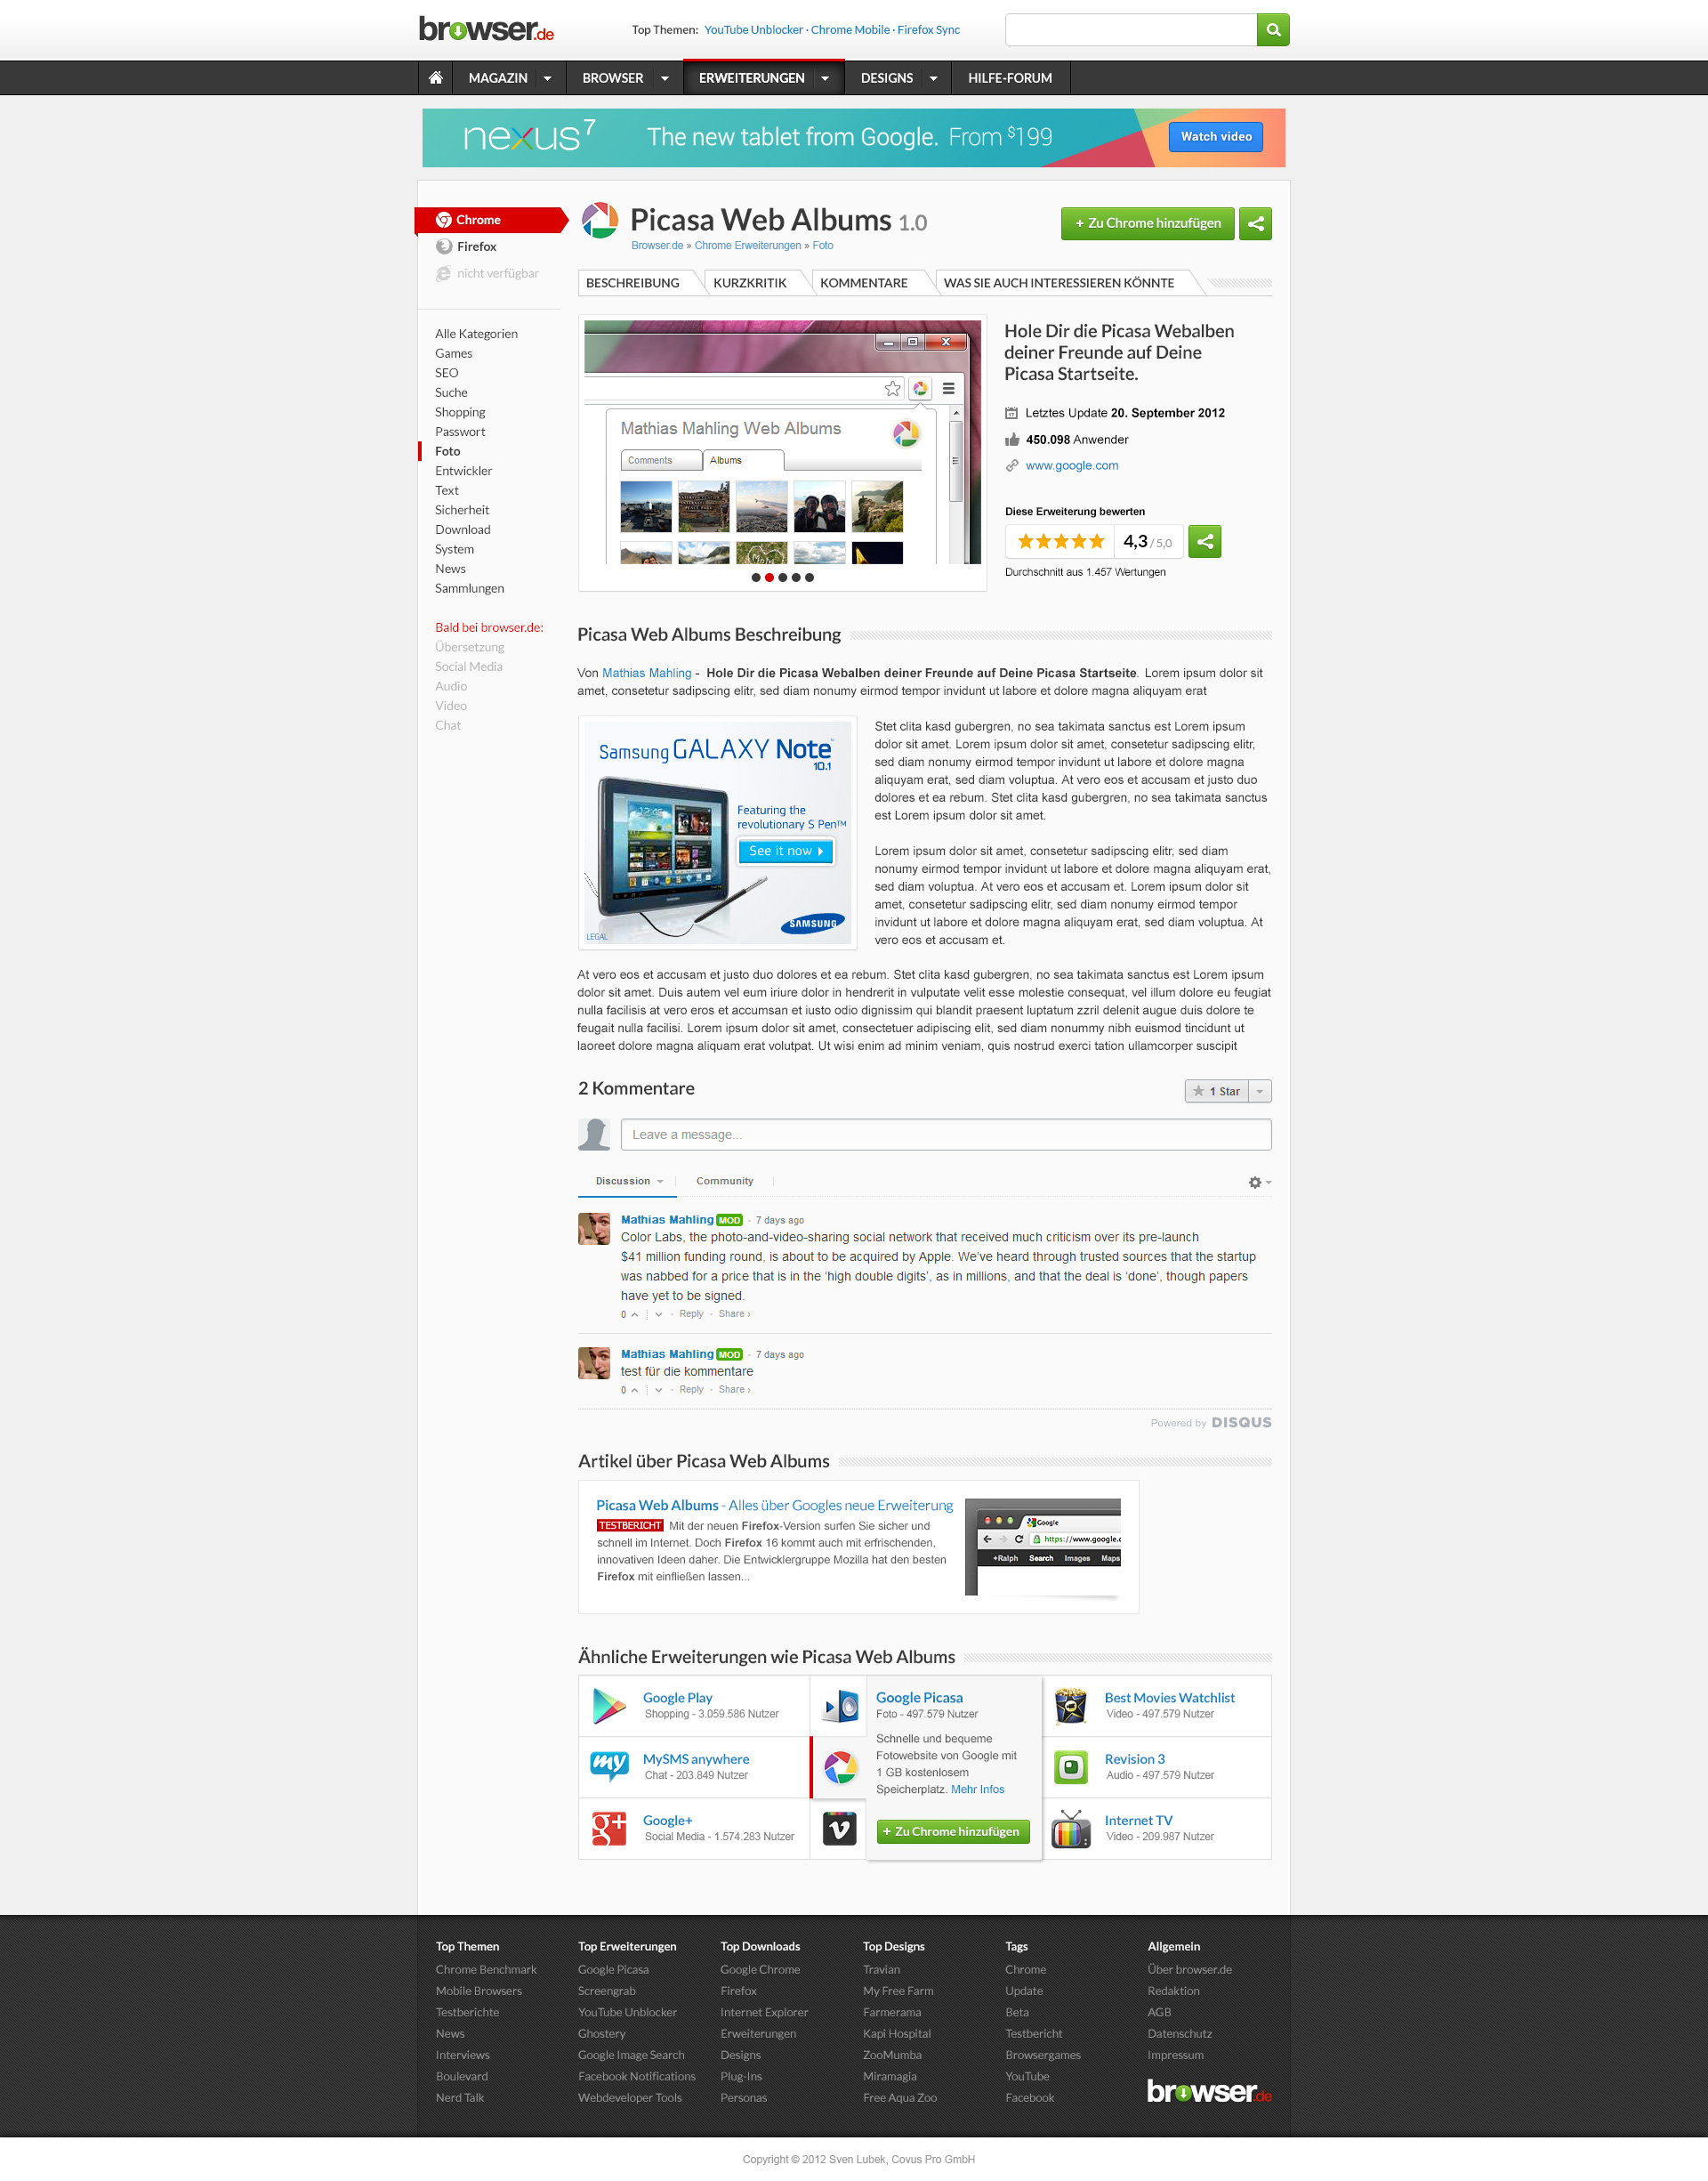 browser.de
Top Themen: YouTube Unblocker · Chrome Mobile · Firefox Sync
MAGAZIN
BROWSER
ERWEITERUNGEN
DESIGNS
HILFE-FORUM
nexus7
The new tablet from Google. From $199
Watch video
Chrome
Firefox
nicht verfügbar
Picasa Web Albums 1.0
Browser.de » Chrome Erweiterungen » Foto
+ Zu Chrome hinzufügen
BESCHREIBUNG
KURZKRITIK
KOMMENTARE
WAS SIE AUCH INTERESSIEREN KÖNNTE
Alle Kategorien
Games
SEO
Suche
Shopping
Passwort
Foto
Entwickler
Text
Sicherheit
Download
System
News
Sammlungen
Bald bei browser.de:
Übersetzung
Social Media
Audio
Video
Chat
Mathias Mahling Web Albums
Comments
Albums
Hole Dir die Picasa Webalben
deiner Freunde auf Deine
Picasa Startseite.
Letztes Update 20. September 2012
450.098 Anwender
www.google.com
Diese Erweiterung bewerten
4,3 / 5,0
Durchschnitt aus 1.457 Wertungen
Picasa Web Albums Beschreibung
Von Mathias Mahling - Hole Dir die Picasa Webalben deiner Freunde auf Deine Picasa Startseite. Lorem ipsum dolor sit
amet, consetetur sadipscing elitr, sed diam nonumy eirmod tempor invidunt ut labore et dolore magna aliquyam erat
Samsung GALAXY Note™
10.1
Featuring the
revolutionary S Pen™
See it now
SAMSUNG
LEGAL
Stet clita kasd gubergren, no sea takimata sanctus est Lorem ipsum
dolor sit amet. Lorem ipsum dolor sit amet, consetetur sadipscing elitr,
sed diam nonumy eirmod tempor invidunt ut labore et dolore magna
aliquyam erat, sed diam voluptua. At vero eos et accusam et justo duo
dolores et ea rebum. Stet clita kasd gubergren, no sea takimata sanctus
est Lorem ipsum dolor sit amet.
Lorem ipsum dolor sit amet, consetetur sadipscing elitr, sed diam
nonumy eirmod tempor invidunt ut labore et dolore magna aliquyam erat,
sed diam voluptua. At vero eos et accusam et. Lorem ipsum dolor sit
amet, consetetur sadipscing elitr, sed diam nonumy eirmod tempor
invidunt ut labore et dolore magna aliquyam erat, sed diam voluptua. At
vero eos et accusam et.
At vero eos et accusam et justo duo dolores et ea rebum. Stet clita kasd gubergren, no sea takimata sanctus est Lorem ipsum
dolor sit amet. Duis autem vel eum iriure dolor in hendrerit in vulputate velit esse molestie consequat, vel illum dolore eu feugiat
nulla facilisis at vero eros et accumsan et iusto odio dignissim qui blandit praesent luptatum zzril delenit augue duis dolore te
feugait nulla facilisi. Lorem ipsum dolor sit amet, consectetuer adipiscing elit, sed diam nonummy nibh euismod tincidunt ut
laoreet dolore magna aliquam erat volutpat. Ut wisi enim ad minim veniam, quis nostrud exerci tation ullamcorper suscipit
2 Kommentare
1 Star
Leave a message...
Discussion
Community
Mathias Mahling MOD - 7 days ago
Color Labs, the photo-and-video-sharing social network that received much criticism over its pre-launch
$41 million funding round, is about to be acquired by Apple. We've heard through trusted sources that the startup
was nabbed for a price that is in the 'high double digits', as in millions, and that the deal is 'done', though papers
have yet to be signed.
0 - Reply - Share ›
Mathias Mahling MOD - 7 days ago
test für die kommentare
0 - Reply - Share ›
Powered by DISQUS
Artikel über Picasa Web Albums
Picasa Web Albums - Alles über Googles neue Erweiterung
TESTBERICHT Mit der neuen Firefox-Version surfen Sie sicher und
schnell im Internet. Doch Firefox 16 kommt auch mit erfrischenden,
innovativen Ideen daher. Die Entwicklergruppe Mozilla hat den besten
Firefox mit einfließen lassen...
Google
https://www.google.c
+Ralph Search Images Maps
Ähnliche Erweiterungen wie Picasa Web Albums
Google Play
Shopping - 3.059.586 Nutzer
my
MySMS anywhere
Chat - 203.849 Nutzer
g+
Google+
Social Media - 1.574.283 Nutzer
Google Picasa
Foto - 497.579 Nutzer
Schnelle und bequeme
Fotowebsite von Google mit
1 GB kostenlosem
Speicherplatz. Mehr Infos
+ Zu Chrome hinzufügen
Best Movies Watchlist
Video - 497.579 Nutzer
Revision 3
Audio - 497.579 Nutzer
Internet TV
Video - 209.987 Nutzer
Top Themen
Chrome Benchmark
Mobile Browsers
Testberichte
News
Interviews
Boulevard
Nerd Talk
Top Erweiterungen
Google Picasa
Screengrab
YouTube Unblocker
Ghostery
Google Image Search
Facebook Notifications
Webdeveloper Tools
Top Downloads
Google Chrome
Firefox
Internet Explorer
Erweiterungen
Designs
Plug-Ins
Personas
Top Designs
Travian
My Free Farm
Farmerama
Kapi Hospital
ZooMumba
Miramagia
Free Aqua Zoo
Tags
Chrome
Update
Beta
Testbericht
Browsergames
YouTube
Facebook
Allgemein
Über browser.de
Redaktion
AGB
Datenschutz
Impressum
browser.de
Copyright © 2012 Sven Lubek, Covus Pro GmbH